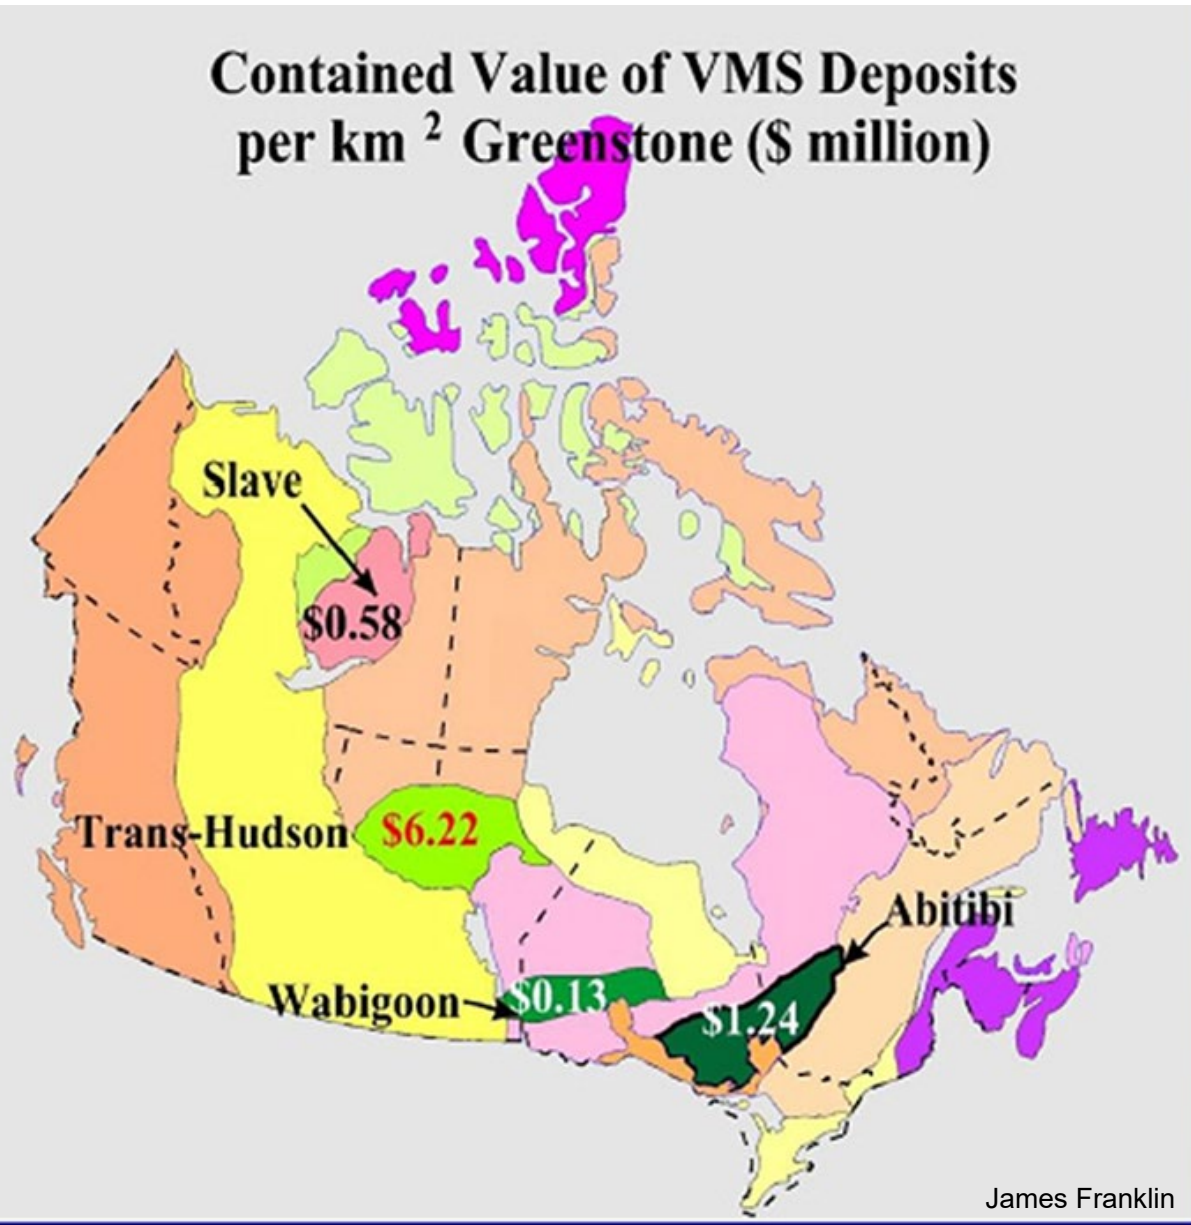 Contained Value of VMS Deposits
per km 2 Greenstone ($ million)
Slave
$0.58
Trans-Hudson
$6.22
Abitibi
Wabigoon
$0.13
$1.24
James Franklin